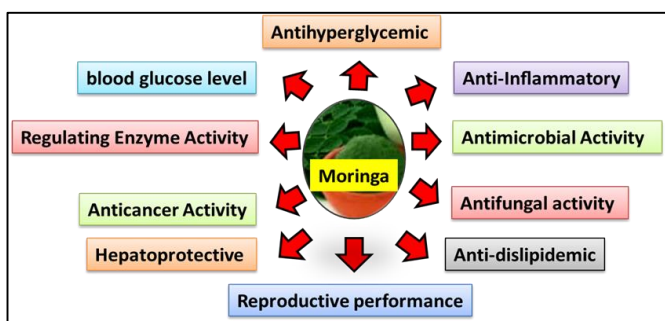 Antihyperglycemic
blood glucose level
Anti-Inflammatory
Regulating Enzyme Activity
Antimicrobial Activity
Moringa
Anticancer Activity
Antifungal activity
Hepatoprotective
Anti-dislipidemic
Reproductive performance